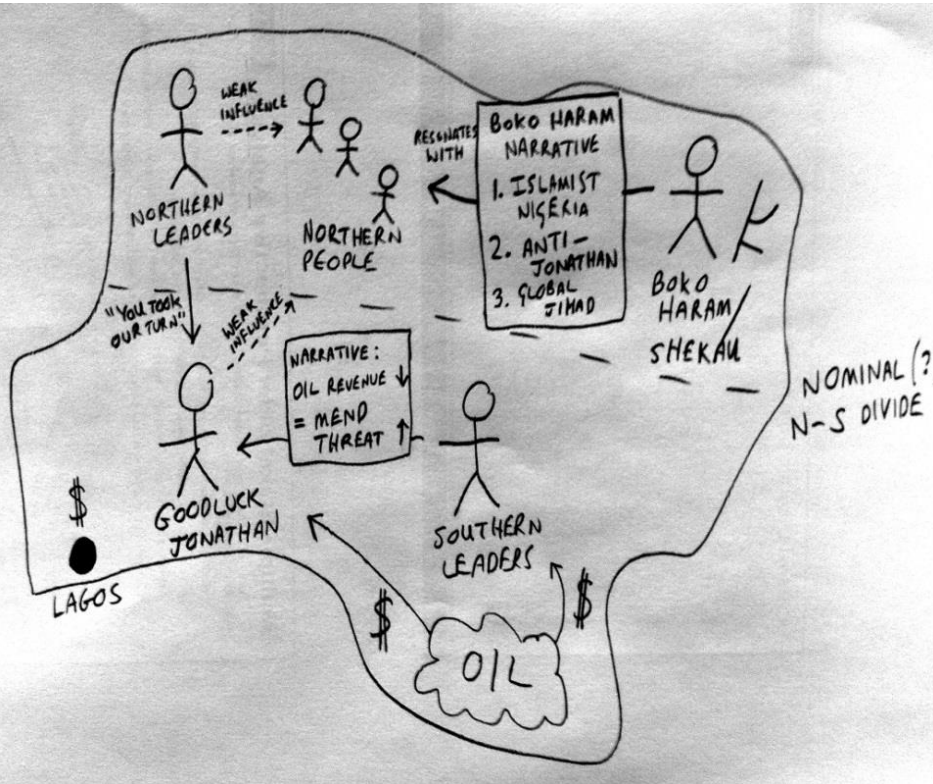 WEAK
INFLUENCE
NORTHERN
LEADERS
NORTHERN
PEOPLE
RESONATES
WITH
BOKO HARAM
NARRATIVE
1. ISLAMIST
NIGERIA
2. ANTI-
JONATHAN
3. GLOBAL
JIHAD
BOKO
HARAM/
SHEKAU
"YOU TOOK
OUR TURN"
WEAK
INFLUENCE
NARRATIVE:
OIL REVENUE ↓
= MEND
THREAT ↑
NOMINAL (?
N-S DIVIDE
GOODLUCK
JONATHAN
SOUTHERN
LEADERS
$
LAGOS
$
$
OIL